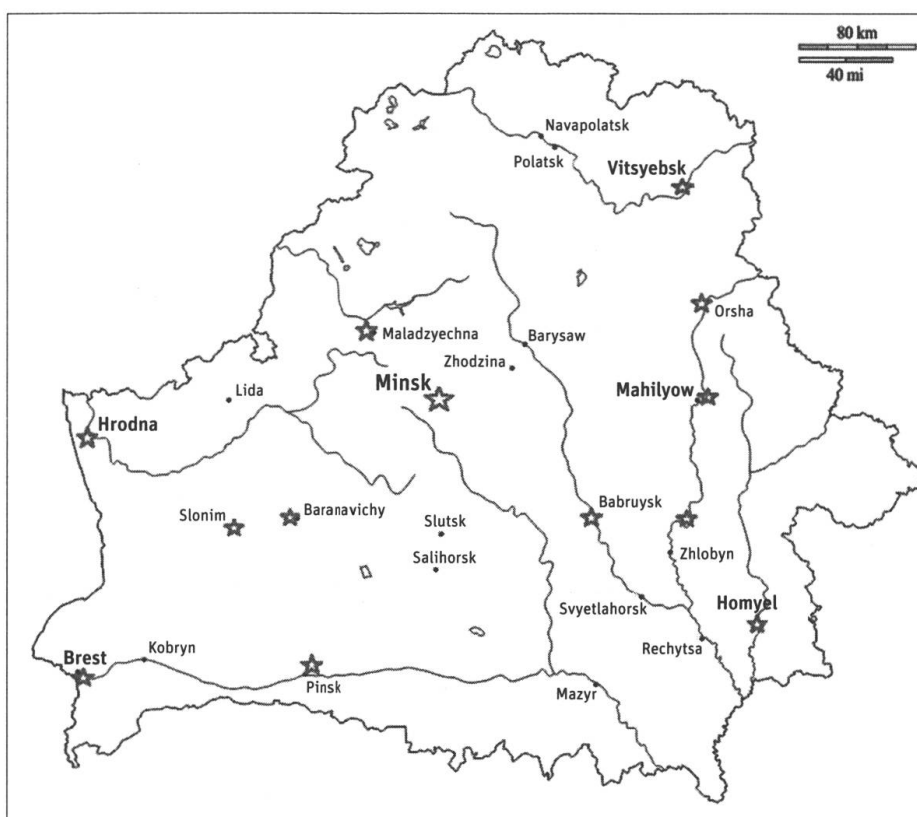 80 km
40 mi
Navapolatsk
Polatsk
Vitsyebsk
Orsha
Maladzyechna
Barysaw
Zhodzina
Minsk
Lida
Mahilyow
Hrodna
Slonim
Baranavichy
Slutsk
Babruysk
Salihorsk
Zhlobyn
Svyetlahorsk
Homyel
Rechytsa
Brest
Kobryn
Pinsk
Mazyr